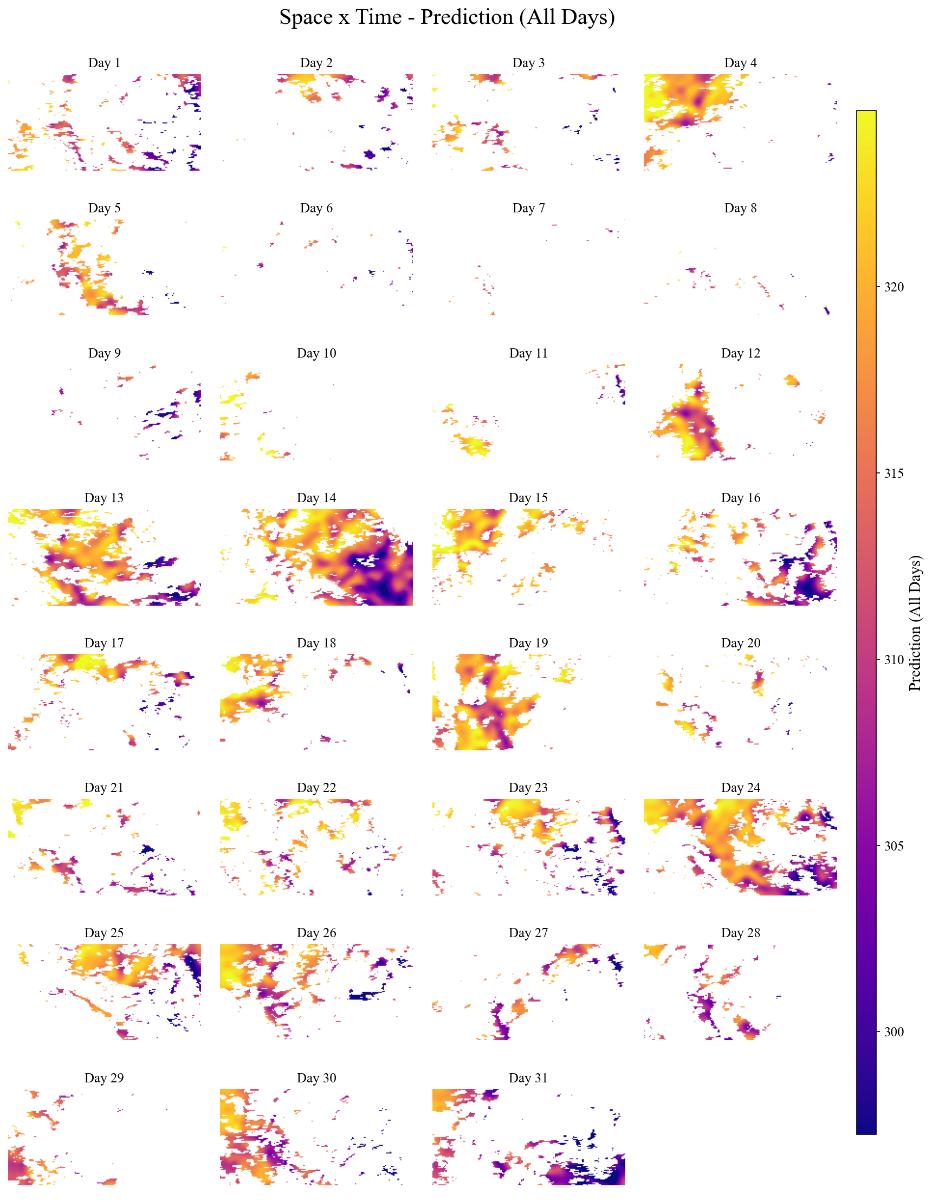 Space x Time - Prediction (All Days)
Day 1
Day 2
Day 3
Day 4
Day 5
Day 6
Day 7
Day 8
Day 9
Day 10
Day 11
Day 12
Day 13
Day 14
Day 15
Day 16
Day 17
Day 18
Day 19
Day 20
Day 21
Day 22
Day 23
Day 24
Day 25
Day 26
Day 27
Day 28
Day 29
Day 30
Day 31
320
315
310
305
300
Prediction (All Days)